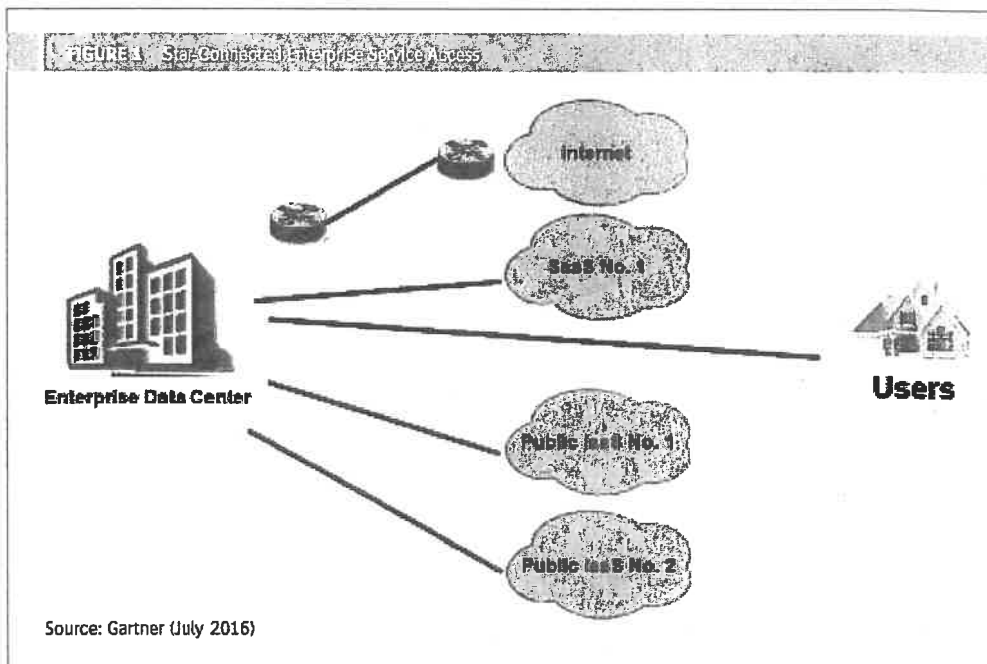 FIGURE 1 Star-Connected Enterprise Service Access
Internet
SaaS No. 1
Enterprise Data Center
Users
Public IaaS No. 1
Public IaaS No. 2
Source: Gartner (July 2016)